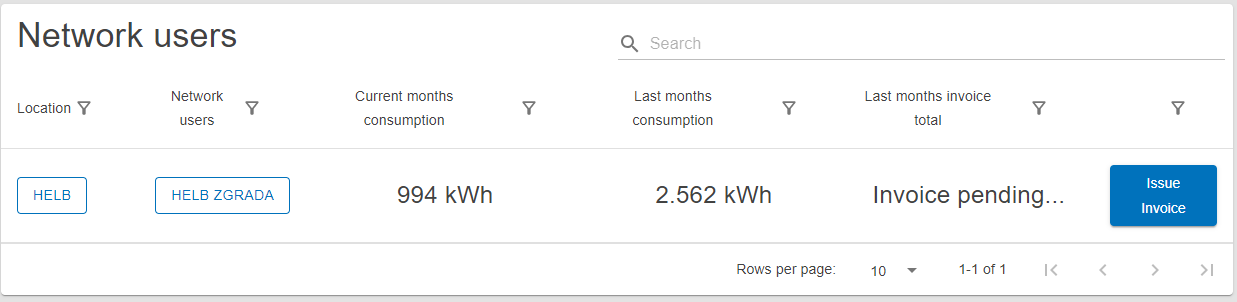 Network users
Search
Location
Network
users
Current months
consumption
Last months
consumption
Last months invoice
total
HELB
HELB ZGRADA
994 kWh
2.562 kWh
Invoice pending...
Issue
Invoice
Rows per page:
10
1-1 of 1